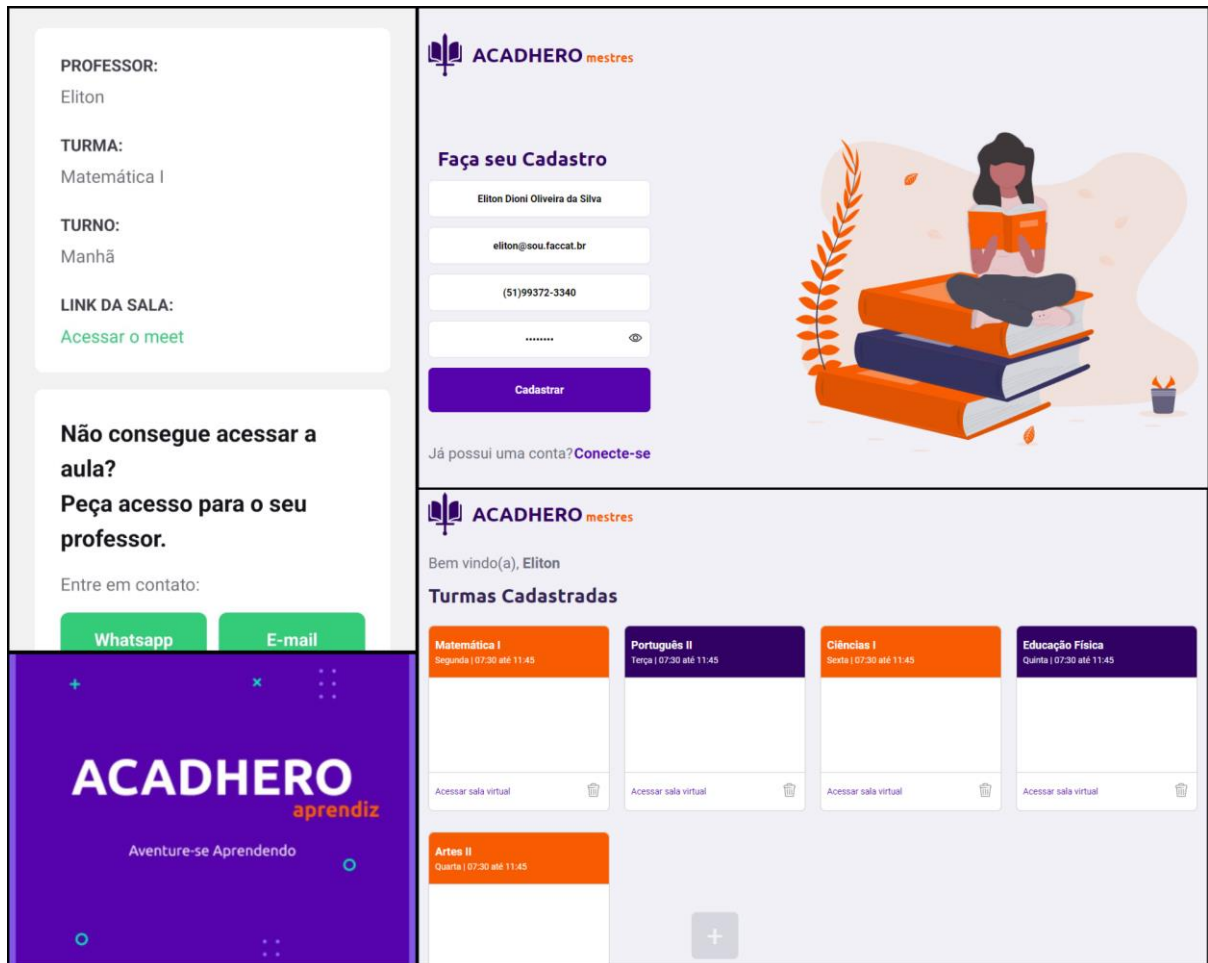 PROFESSOR:
Eliton
TURMA:
Matemática I
TURNO:
Manhã
LINK DA SALA:
Acessar o meet
Não consegue acessar a
aula?
Peça acesso para o seu
professor.
Entre em contato:
Whatsapp E-mail
ACADHERO
aprendiz
Aventure-se Aprendendo
ACADHERO mestres
Faça seu Cadastro
Eliton Dioni Oliveira da Silva
eliton@sou.faccat.br
(51)99372-3340
Cadastrar
Já possui uma conta?Conecte-se
ACADHERO mestres
Bem vindo(a), Eliton
Turmas Cadastradas
Matemática I
Segunda | 07:30 até 11:45
Acessar sala virtual
Português II
Terça | 07:30 até 11:45
Acessar sala virtual
Ciências I
Sexta | 07:30 até 11:45
Acessar sala virtual
Educação Física
Quinta | 07:30 até 11:45
Acessar sala virtual
Artes II
Quarta | 07:30 até 11:45